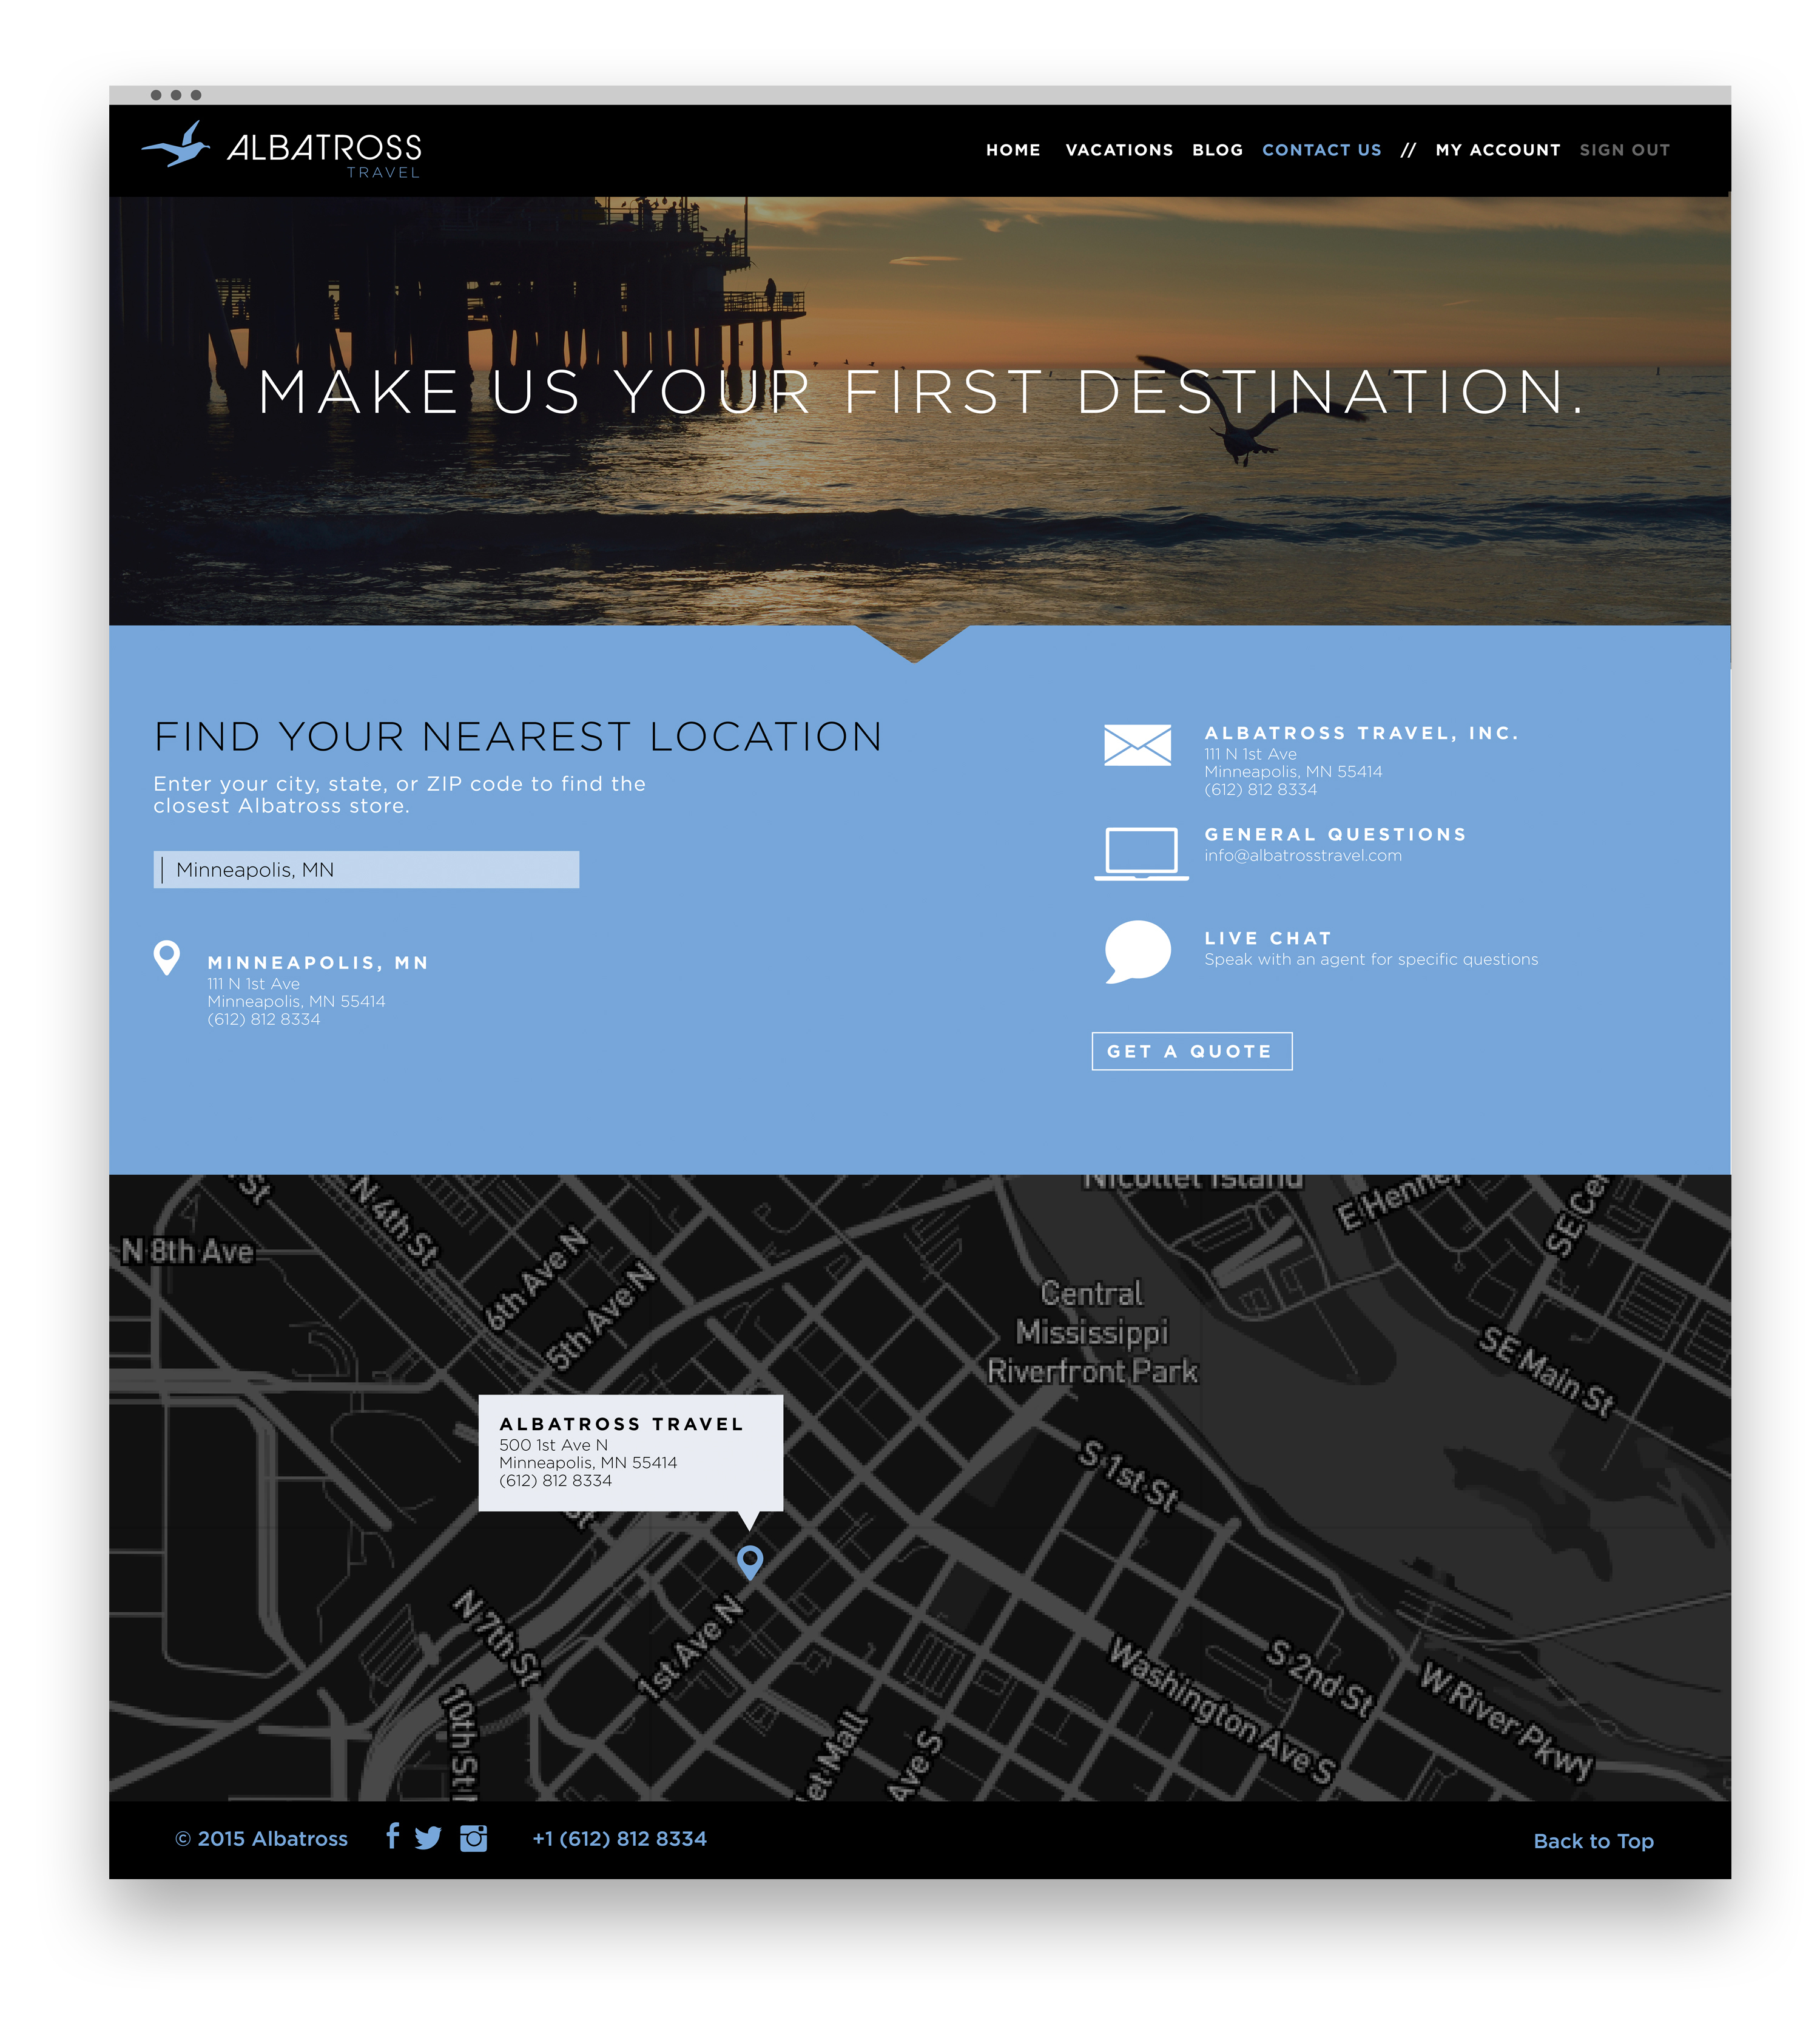 ALBATROSS
TRAVEL
HOME VACATIONS BLOG CONTACT US // MY ACCOUNT SIGN OUT
MAKE US YOUR FIRST DESTINATION.
FIND YOUR NEAREST LOCATION
Enter your city, state, or ZIP code to find the
closest Albatross store.
Minneapolis, MN
MINNEAPOLIS, MN
111 N 1st Ave
Minneapolis, MN 55414
(612) 812 8334
ALBATROSS TRAVEL, INC.
111 N 1st Ave
Minneapolis, MN 55414
(612) 812 8334
GENERAL QUESTIONS
info@albatrosstravel.com
LIVE CHAT
Speak with an agent for specific questions
GET A QUOTE
St
N 4th St
Nicollet Island
E Henne
SE Ce
N 8th Ave
6th Ave N
5th Ave N
Central
Mississippi
Riverfront Park
SE Main St
ALBATROSS TRAVEL
500 1st Ave N
Minneapolis, MN 55414
(612) 812 8334
S 1st St
St
N 7th St
1st Ave N
10th St
et Mall
Ave S
Washington Ave S
S 2nd St
W River Pkwy
© 2015 Albatross
+1 (612) 812 8334
Back to Top